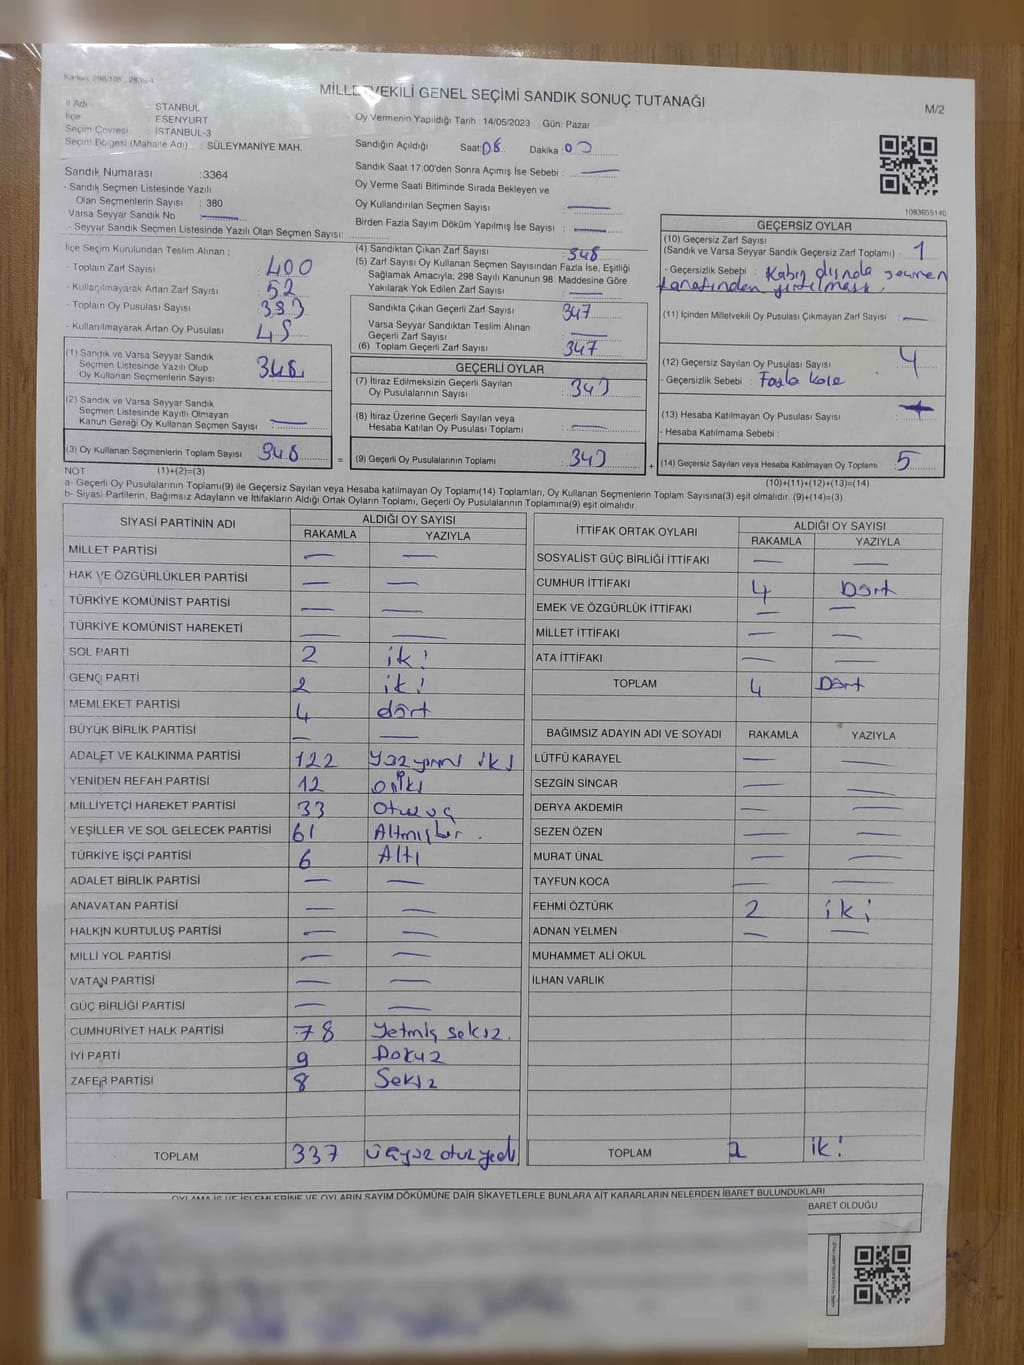 MİLLETVEKİLİ GENEL SEÇİMİ SANDIK SONUÇ TUTANAĞI
M/2
İl Adı : STANBUL
İlçe : ESENYURT
Seçim Çevresi : İSTANBUL-3
Seçim Bölgesi (Mahalle Adı) : SÜLEYMANİYE MAH.
Oy Vermenin Yapıldığı Tarih : 14/05/2023 Gün: Pazar
Sandığın Açıldığı Saat: 08 Dakika 00
Sandık Saat 17:00'den Sonra Açımış İse Sebebi : —
Oy Verme Saati Bitiminde Sırada Bekleyen ve
Oy Kullandırılan Seçmen Sayısı —
Birden Fazla Sayım Döküm Yapılmış İse Sayısı : —
1083655140
Sandık Numarası :3364
- Sandık Seçmen Listesinde Yazılı
Olan Seçmenlerin Sayısı : 380
Varsa Seyyar Sandık No —
- Seyyar Sandık Seçmen Listesinde Yazılı Olan Seçmen Sayısı:
İlçe Seçim Kurulundan Teslim Alınan ;
- Toplam Zarf Sayısı : 400
- Kullanılmayarak Artan Zarf Sayısı : 52
- Toplam Oy Pusulası Sayısı :
- Kullanılmayarak Artan Oy Pusulası :
(1) Sandık ve Varsa Seyyar Sandık
Seçmen Listesinde Yazılı Olup
Oy Kullanan Seçmenlerin Sayısı : 348
(2) Sandık ve Varsa Seyyar Sandık
Seçmen Listesinde Kayıtlı Olmayan
Kanun Gereği Oy Kullanan Seçmen Sayısı : —
(3) Oy Kullanan Seçmenlerin Toplam Sayısı 348
(4) Sandıktan Çıkan Zarf Sayısı : 348
(5) Zarf Sayısı Oy Kullanan Seçmen Sayısından Fazla İse, Eşitliği
Sağlamak Amacıyla; 298 Sayılı Kanunun 98. Maddesine Göre
Yakılarak Yok Edilen Zarf Sayısı : —
Sandıkta Çıkan Geçerli Zarf Sayısı : 347
Varsa Seyyar Sandıktan Teslim Alınan
Geçerli Zarf Sayısı —
(6) Toplam Geçerli Zarf Sayısı : 347
GEÇERLİ OYLAR
(7) İtiraz Edilmeksizin Geçerli Sayılan
Oy Pusulalarının Sayısı : 343
(8) İtiraz Üzerine Geçerli Sayılan veya
Hesaba Katılan Oy Pusulası Toplamı : —
= (9) Geçerli Oy Pusulalarının Toplamı : 343
GEÇERSİZ OYLAR
(10) Geçersiz Zarf Sayısı
(Sandık ve Varsa Seyyar Sandık Geçersiz Zarf Toplamı) : 1
- Geçersizlik Sebebi : Kabin dışında seçmen
tarafından yırtılması.
(11) İçinden Milletvekili Oy Pusulası Çıkmayan Zarf Sayısı : —
(12) Geçersiz Sayılan Oy Pusulası Sayısı : 4
- Geçersizlik Sebebi : Fazla kaşe
(13) Hesaba Katılmayan Oy Pusulası Sayısı :
- Hesaba Katılmama Sebebi :
+ (14) Geçersiz Sayılan veya Hesaba Katılmayan Oy Toplamı : 5
NOT (1)+(2)=(3)
(10)+(11)+(12)+(13)=(14)
a- Geçerli Oy Pusulalarının Toplamı(9) ile Geçersiz Sayılan veya Hesaba katılmayan Oy Toplamı(14) Toplamları, Oy Kullanan Seçmenlerin Toplam Sayısına(3) eşit olmalıdır. (9)+(14)=(3)
b- Siyasi Partilerin, Bağımsız Adayların ve İttifakların Aldığı Ortak Oyların Toplamı, Geçerli Oy Pusulalarının Toplamına(9) eşit olmalıdır.
SİYASİ PARTİNİN ADI ALDIĞI OY SAYISI
RAKAMLA YAZIYLA
MİLLET PARTİSİ — —
HAK VE ÖZGÜRLÜKLER PARTİSİ — —
TÜRKİYE KOMÜNİST PARTİSİ — —
TÜRKİYE KOMÜNİST HAREKETİ — —
SOL PARTİ 2 iki
GENÇ PARTİ 2 iki
MEMLEKET PARTİSİ 4 dört
BÜYÜK BİRLİK PARTİSİ — —
ADALET VE KALKINMA PARTİSİ 122 Yüzyirmi iki
YENİDEN REFAH PARTİSİ 12 oniki
MİLLİYETÇİ HAREKET PARTİSİ 33 Otuzüç
YEŞİLLER VE SOL GELECEK PARTİSİ 61 Altmışbir.
TÜRKİYE İŞÇİ PARTİSİ 6 Altı
ADALET BİRLİK PARTİSİ — —
ANAVATAN PARTİSİ — —
HALKIN KURTULUŞ PARTİSİ — —
MİLLİ YOL PARTİSİ — —
VATAN PARTİSİ — —
GÜÇ BİRLİĞİ PARTİSİ — —
CUMHURİYET HALK PARTİSİ 78 Yetmiş sekiz.
İYİ PARTİ 9 Dokuz
ZAFER PARTİSİ 8 Sekiz
TOPLAM 337 üçyüz otuz yedi
İTTİFAK ORTAK OYLARI ALDIĞI OY SAYISI
RAKAMLA YAZIYLA
SOSYALİST GÜÇ BİRLİĞİ İTTİFAKI — —
CUMHUR İTTİFAKI 4 Dört
EMEK VE ÖZGÜRLÜK İTTİFAKI — —
MİLLET İTTİFAKI — —
ATA İTTİFAKI — —
TOPLAM 4 Dört
BAĞIMSIZ ADAYIN ADI VE SOYADI RAKAMLA YAZIYLA
LÜTFÜ KARAYEL — —
SEZGİN SİNCAR — —
DERYA AKDEMİR — —
SEZEN ÖZEN — —
MURAT ÜNAL — —
TAYFUN KOCA — —
FEHMİ ÖZTÜRK 2 iki
ADNAN YELMEN — —
MUHAMMET ALİ OKUL
İLHAN VARLIK
TOPLAM 2 iki
OYLAMA İŞ VE İŞLEMLERİNE VE OYLARIN SAYIM DÖKÜMÜNE DAİR ŞİKAYETLERLE BUNLARA AİT KARARLARIN NELERDEN İBARET BULUNDUKLARI
BARET OLDUĞU